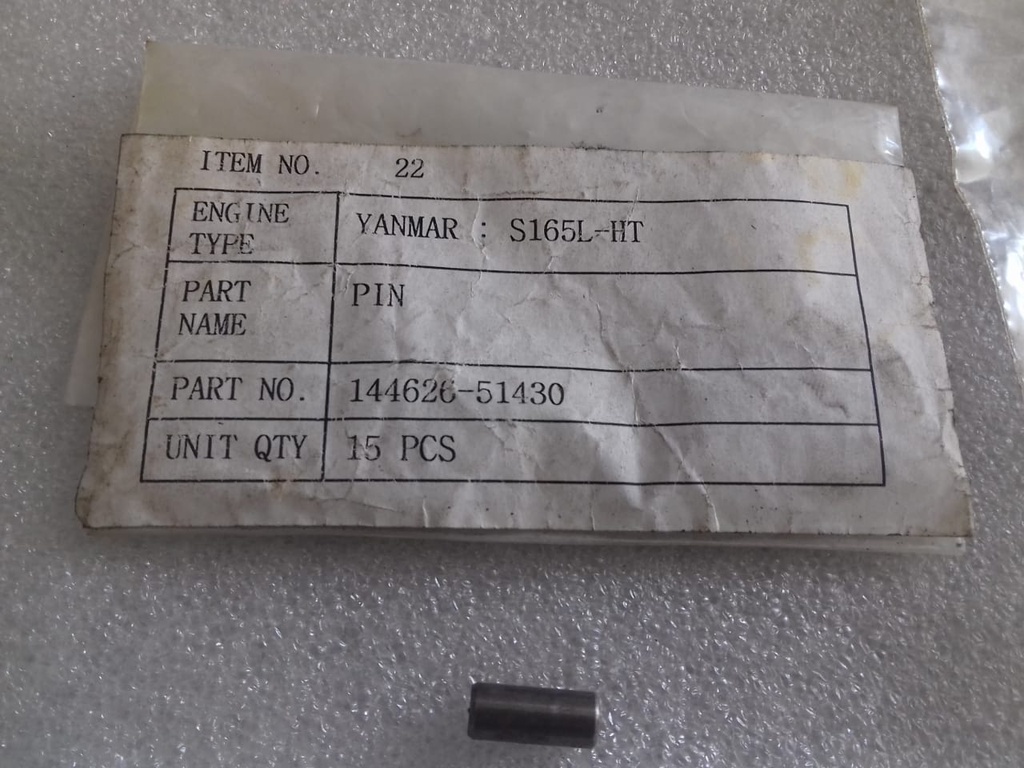 ITEM NO. 22
ENGINE TYPE YANMAR : S165L-HT
PART NAME PIN
PART NO. 144626-51430
UNIT QTY 15 PCS